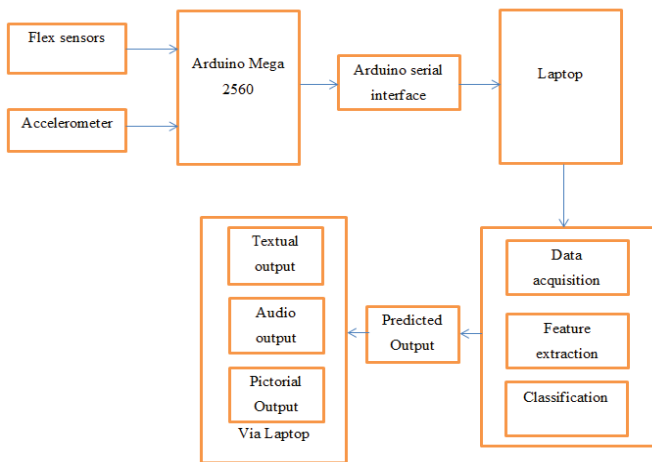 Flex sensors
Accelerometer
Arduino Mega
2560
Arduino serial
interface
Laptop
Data
acquisition
Feature
extraction
Classification
Predicted
Output
Textual
output
Audio
output
Pictorial
Output
Via Laptop